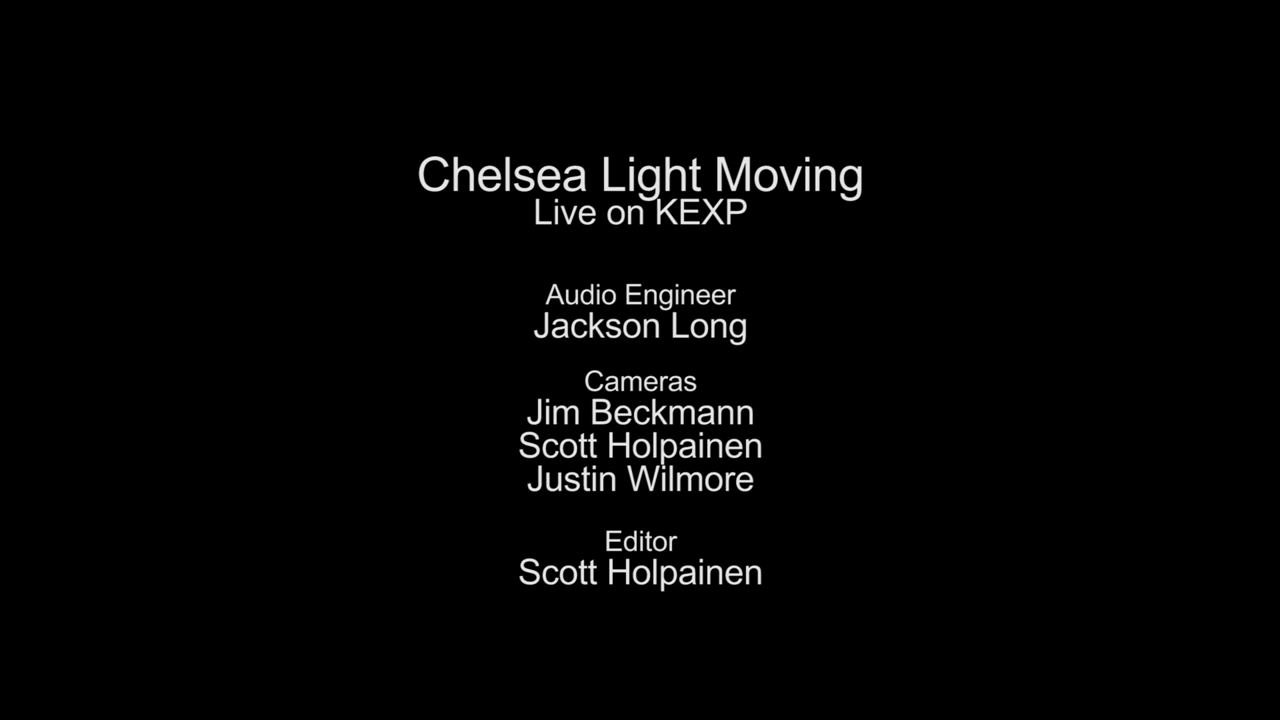 Chelsea Light Moving
Live on KEXP
Audio Engineer
Jackson Long
Cameras
Jim Beckmann
Scott Holpainen
Justin Wilmore
Editor
Scott Holpainen